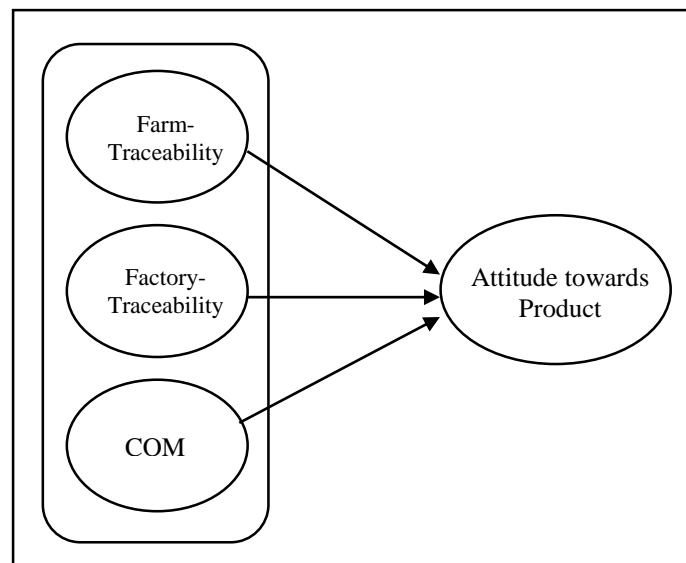 Farm-
Traceability
Factory-
Traceability
COM
Attitude towards
Product